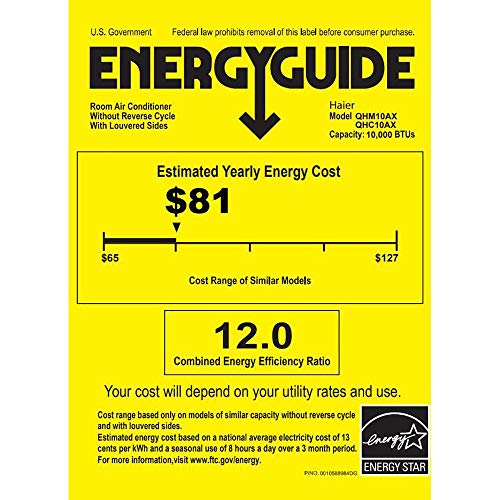 U.S. Government Federal law prohibits removal of this label before consumer purchase.
ENERGYGUIDE
Room Air Conditioner
Without Reverse Cycle
With Louvered Sides
Haier
Model QHM10AX
QHC10AX
Capacity: 10,000 BTUs
Estimated Yearly Energy Cost
$81
$65 $127
Cost Range of Similar Models
12.0
Combined Energy Efficiency Ratio
Your cost will depend on your utility rates and use.
Cost range based only on models of similar capacity without reverse cycle
and with louvered sides.
Estimated energy cost based on a national average electricity cost of 13
cents per kWh and a seasonal use of 8 hours a day over a 3 month period.
For more information, visit www.ftc.gov/energy.
energy
ENERGY STAR
P/NO. 0010588984DG